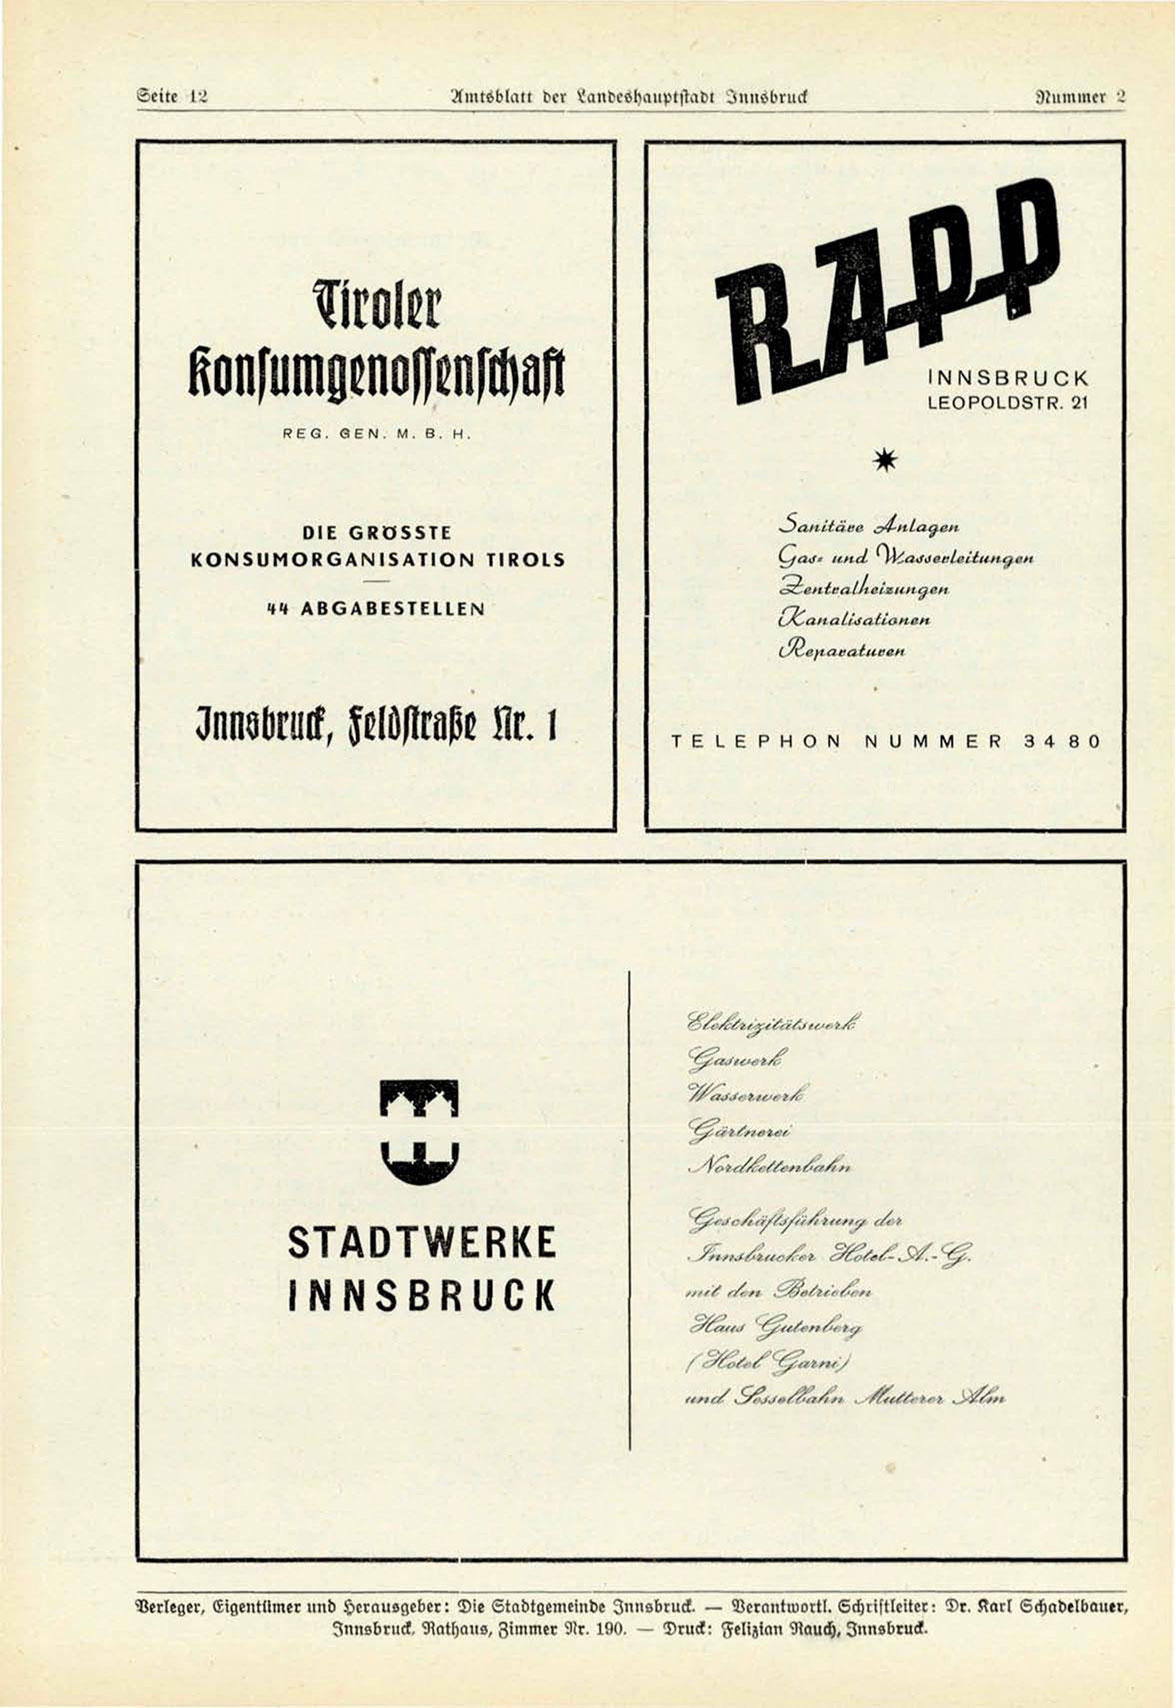 Seite 12 Amtsblatt der Landeshauptstadt Innsbruck Nummer 2
Tiroler
Konsumgenossenschaft
REG. GEN. M. B. H.
DIE GRÖSSTE
KONSUMORGANISATION TIROLS
44 ABGABESTELLEN
Innsbruck, Feldstraße Nr. 1
RAPP
INNSBRUCK
LEOPOLDSTR. 21
Sanitäre Anlagen
Gas- und Wasserleitungen
Zentralheizungen
Kanalisationen
Reparaturen
TELEPHON NUMMER 3480
STADTWERKE
INNSBRUCK
Elektrizitätswerk
Gaswerk
Wasserwerk
Gärtnerei
Nordkettenbahn
Geschäftsführung der
Innsbrucker Hotel-A.-G.
mit den Betrieben
Haus Gutenberg
(Hotel Garni)
und Sesselbahn Mutterer Alm
Verleger, Eigentümer und Herausgeber: Die Stadtgemeinde Innsbruck. — Verantwortl. Schriftleiter: Dr. Karl Schadelbauer,
Innsbruck, Rathaus, Zimmer Nr. 190. — Druck: Felizian Rauch, Innsbruck.